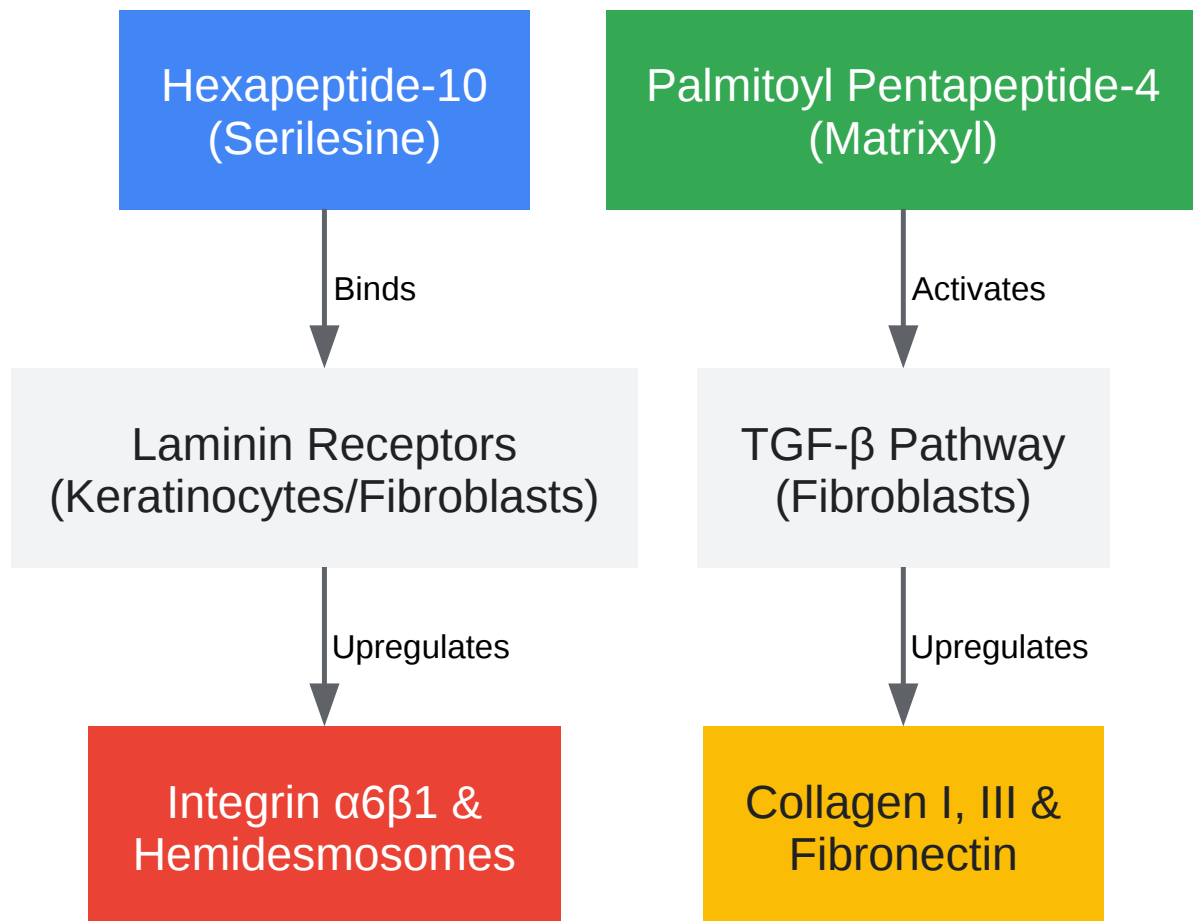 Hexapeptide-10
(Serilesine)
Palmitoyl Pentapeptide-4
(Matrixyl)
Binds
Activates
Laminin Receptors
(Keratinocytes/Fibroblasts)
TGF-β Pathway
(Fibroblasts)
Upregulates
Upregulates
Integrin α6β1 &
Hemidesmosomes
Collagen I, III &
Fibronectin